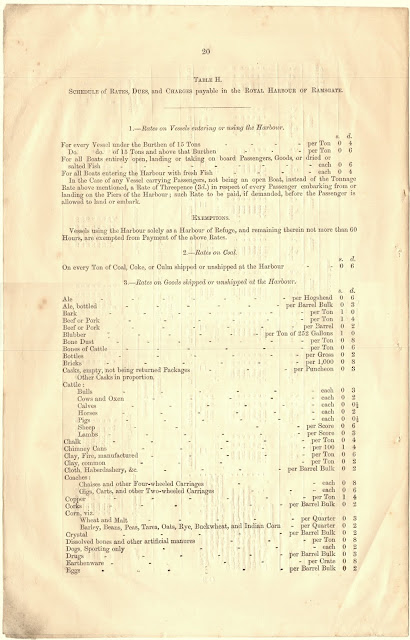 20
TABLE H.
SCHEDULE of RATES, DUES, and CHARGES payable in the ROYAL HARBOUR OF RAMSGATE.
1.—Rates on Vessels entering or using the Harbour.
s. d.
For every Vessel under the Burthen of 15 Tons - - - - per Ton 0 4
Do. do. of 15 Tons and above that Burthen - - - per Ton 0 6
For all Boats entirely open, landing or taking on board Passengers, Goods, or dried or
salted Fish - - - - - each 0 6
For all Boats entering the Harbour with fresh Fish - - - each 0 4
In the Case of any Vessel carrying Passengers, not being an open Boat, instead of the Tonnage
Rate above mentioned, a Rate of Threepence (3d.) in respect of every Passenger embarking from or
landing on the Piers of the Harbour; such Rate to be paid, if demanded, before the Passenger is
allowed to land or embark.
EXEMPTIONS.
Vessels using the Harbour solely as a Harbour of Refuge, and remaining therein not more than 60
Hours, are exempted from Payment of the above Rates.
2.—Rates on Coal.
s. d.
On every Ton of Coal, Coke, or Culm shipped or unshipped at the Harbour - - 0 6
3.—Rates on Goods shipped or unshipped at the Harbour.
s. d.
Ale - - - - per Hogshead 0 6
Ale, bottled - - - - per Barrel Bulk 0 3
Bark - - - - per Ton 1 0
Beef or Pork - - - - per Ton 1 4
Beef or Pork - - - - per Barrel 0 2
Blubber - - - - per Ton of 252 Gallons 1 0
Bone Dust - - - - per Ton 0 8
Bones of Cattle - - - - per Ton 0 6
Bottles - - - - per Gross 0 2
Bricks - - - - per 1,000 0 8
Casks, empty, not being returned Packages - - - per Puncheon 0 3
Other Casks in proportion.
Cattle:
Bulls - - - - each 0 3
Cows and Oxen - - - - each 0 2
Calves - - - - each 0 0½
Horses - - - - each 0 2
Pigs - - - - each 0 0½
Sheep - - - - per Score 0 6
Lambs - - - - per Score 0 3
Chalk - - - - per Ton 0 4
Chimney Cans - - - - per 100 1 4
Clay, Fire, manufactured - - - - per Ton 0 6
Clay, common - - - - per Ton 0 2
Cloth, Haberdashery, &c. - - - - per Barrel Bulk 0 2
Coaches:
Chaises and other Four-wheeled Carriages - - - each 0 8
Gigs, Carts, and other Two-wheeled Carriages - - - each 0 6
Copper - - - - per Ton 1 4
Corks - - - - per Barrel Bulk 0 2
Corn, viz.
Wheat and Malt - - - - per Quarter 0 3
Barley, Beans, Peas, Tares, Oats, Rye, Buckwheat, and Indian Corn - per Quarter 0 2
Crystal - - - - per Barrel Bulk 0 2
Dissolved bones and other artificial manures - - - per Ton 0 8
Dogs, Sporting only - - - - each 0 2
Drugs - - - - per Barrel Bulk 0 3
Earthenware - - - - per Crate 0 8
Eggs - - - - per Barrel Bulk 0 2